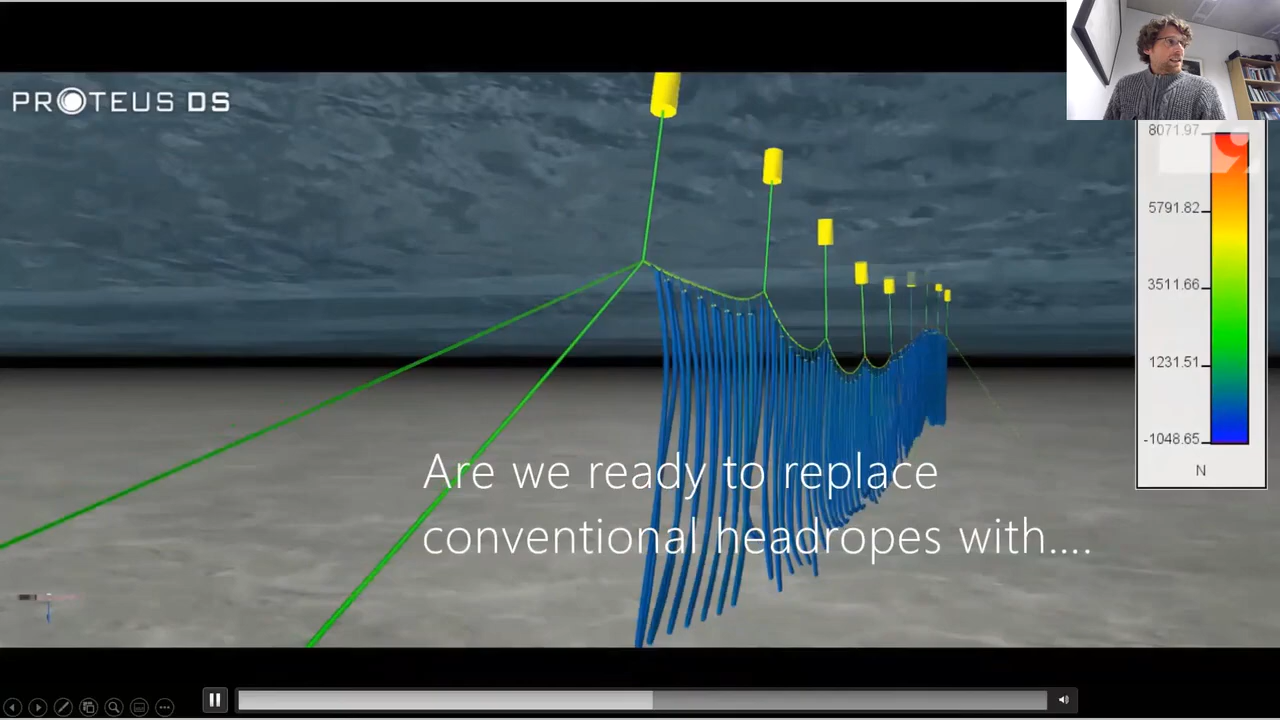 PROTEUS DS
8071.97
5791.82
3511.66
1231.51
-1048.65
N
Are we ready to replace
conventional headropes with....